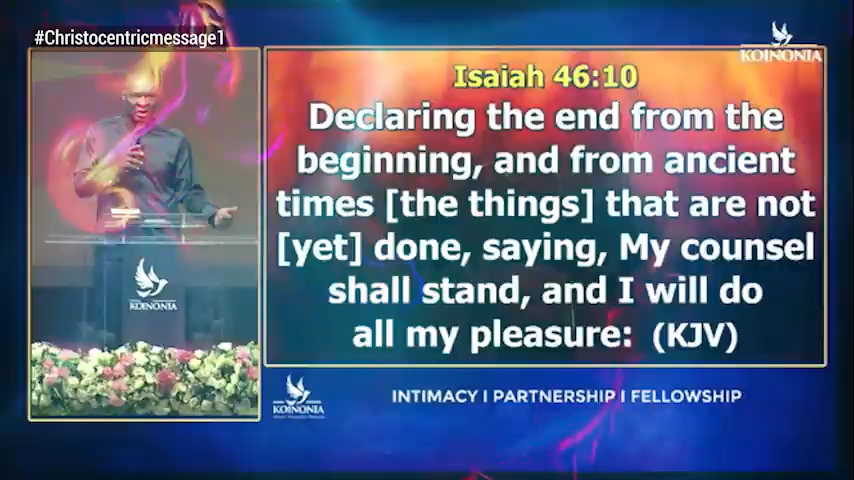 #Christocentricmessage1
KOINONIA
Isaiah 46:10
Declaring the end from the
beginning, and from ancient
times [the things] that are not
[yet] done, saying, My counsel
shall stand, and I will do
all my pleasure: (KJV)
KOINONIA
KOINONIA
INTIMACY I PARTNERSHIP I FELLOWSHIP